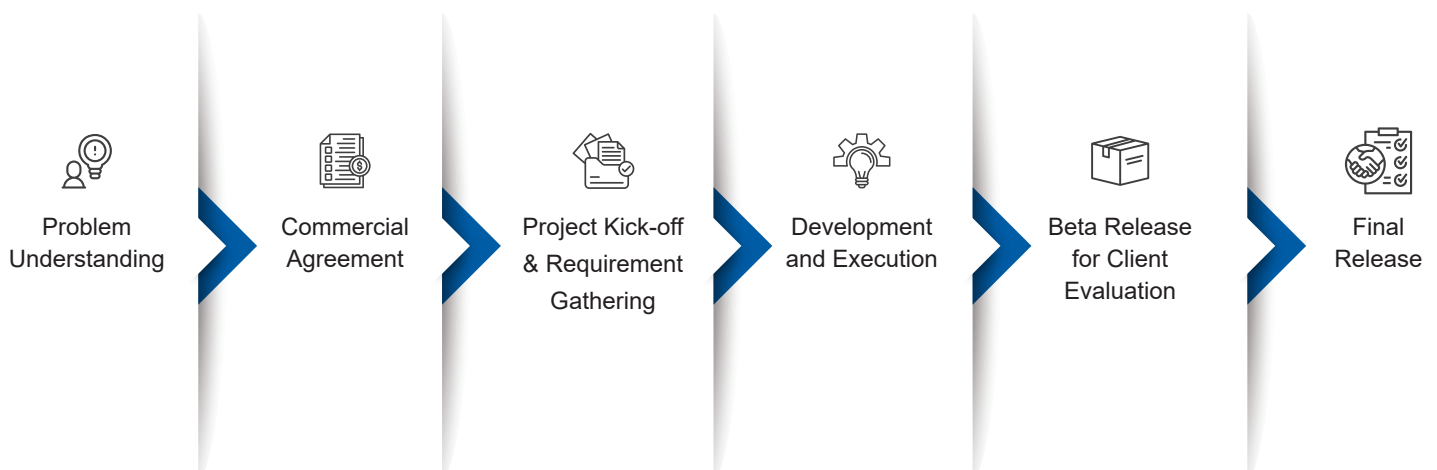 Problem
Understanding
Commercial
Agreement
Project Kick-off
& Requirement
Gathering
Development
and Execution
Beta Release
for Client
Evaluation
Final
Release